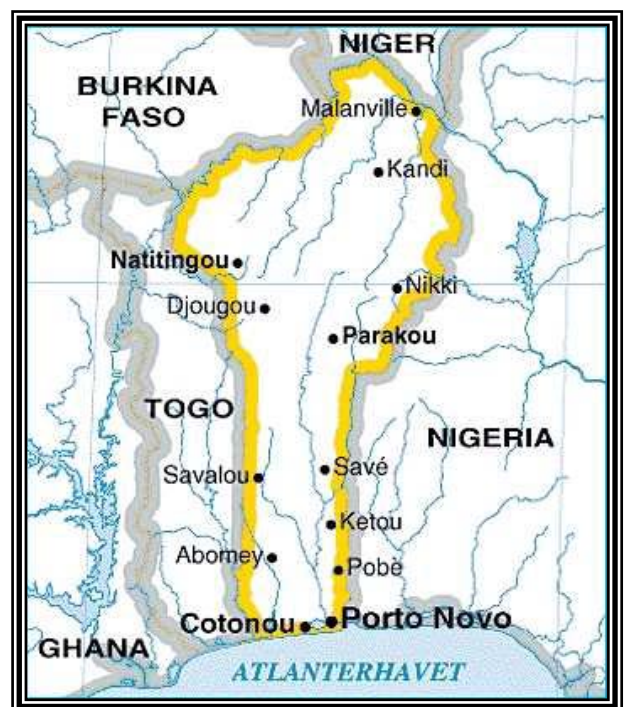 NIGER
BURKINA
FASO
Malanville
Kandi
Natitingou
Nikki
Djougou
Parakou
TOGO
NIGERIA
Savé
Savalou
Ketou
Abomey
Pobè
Cotonou
Porto Novo
GHANA
ATLANTERHAVET